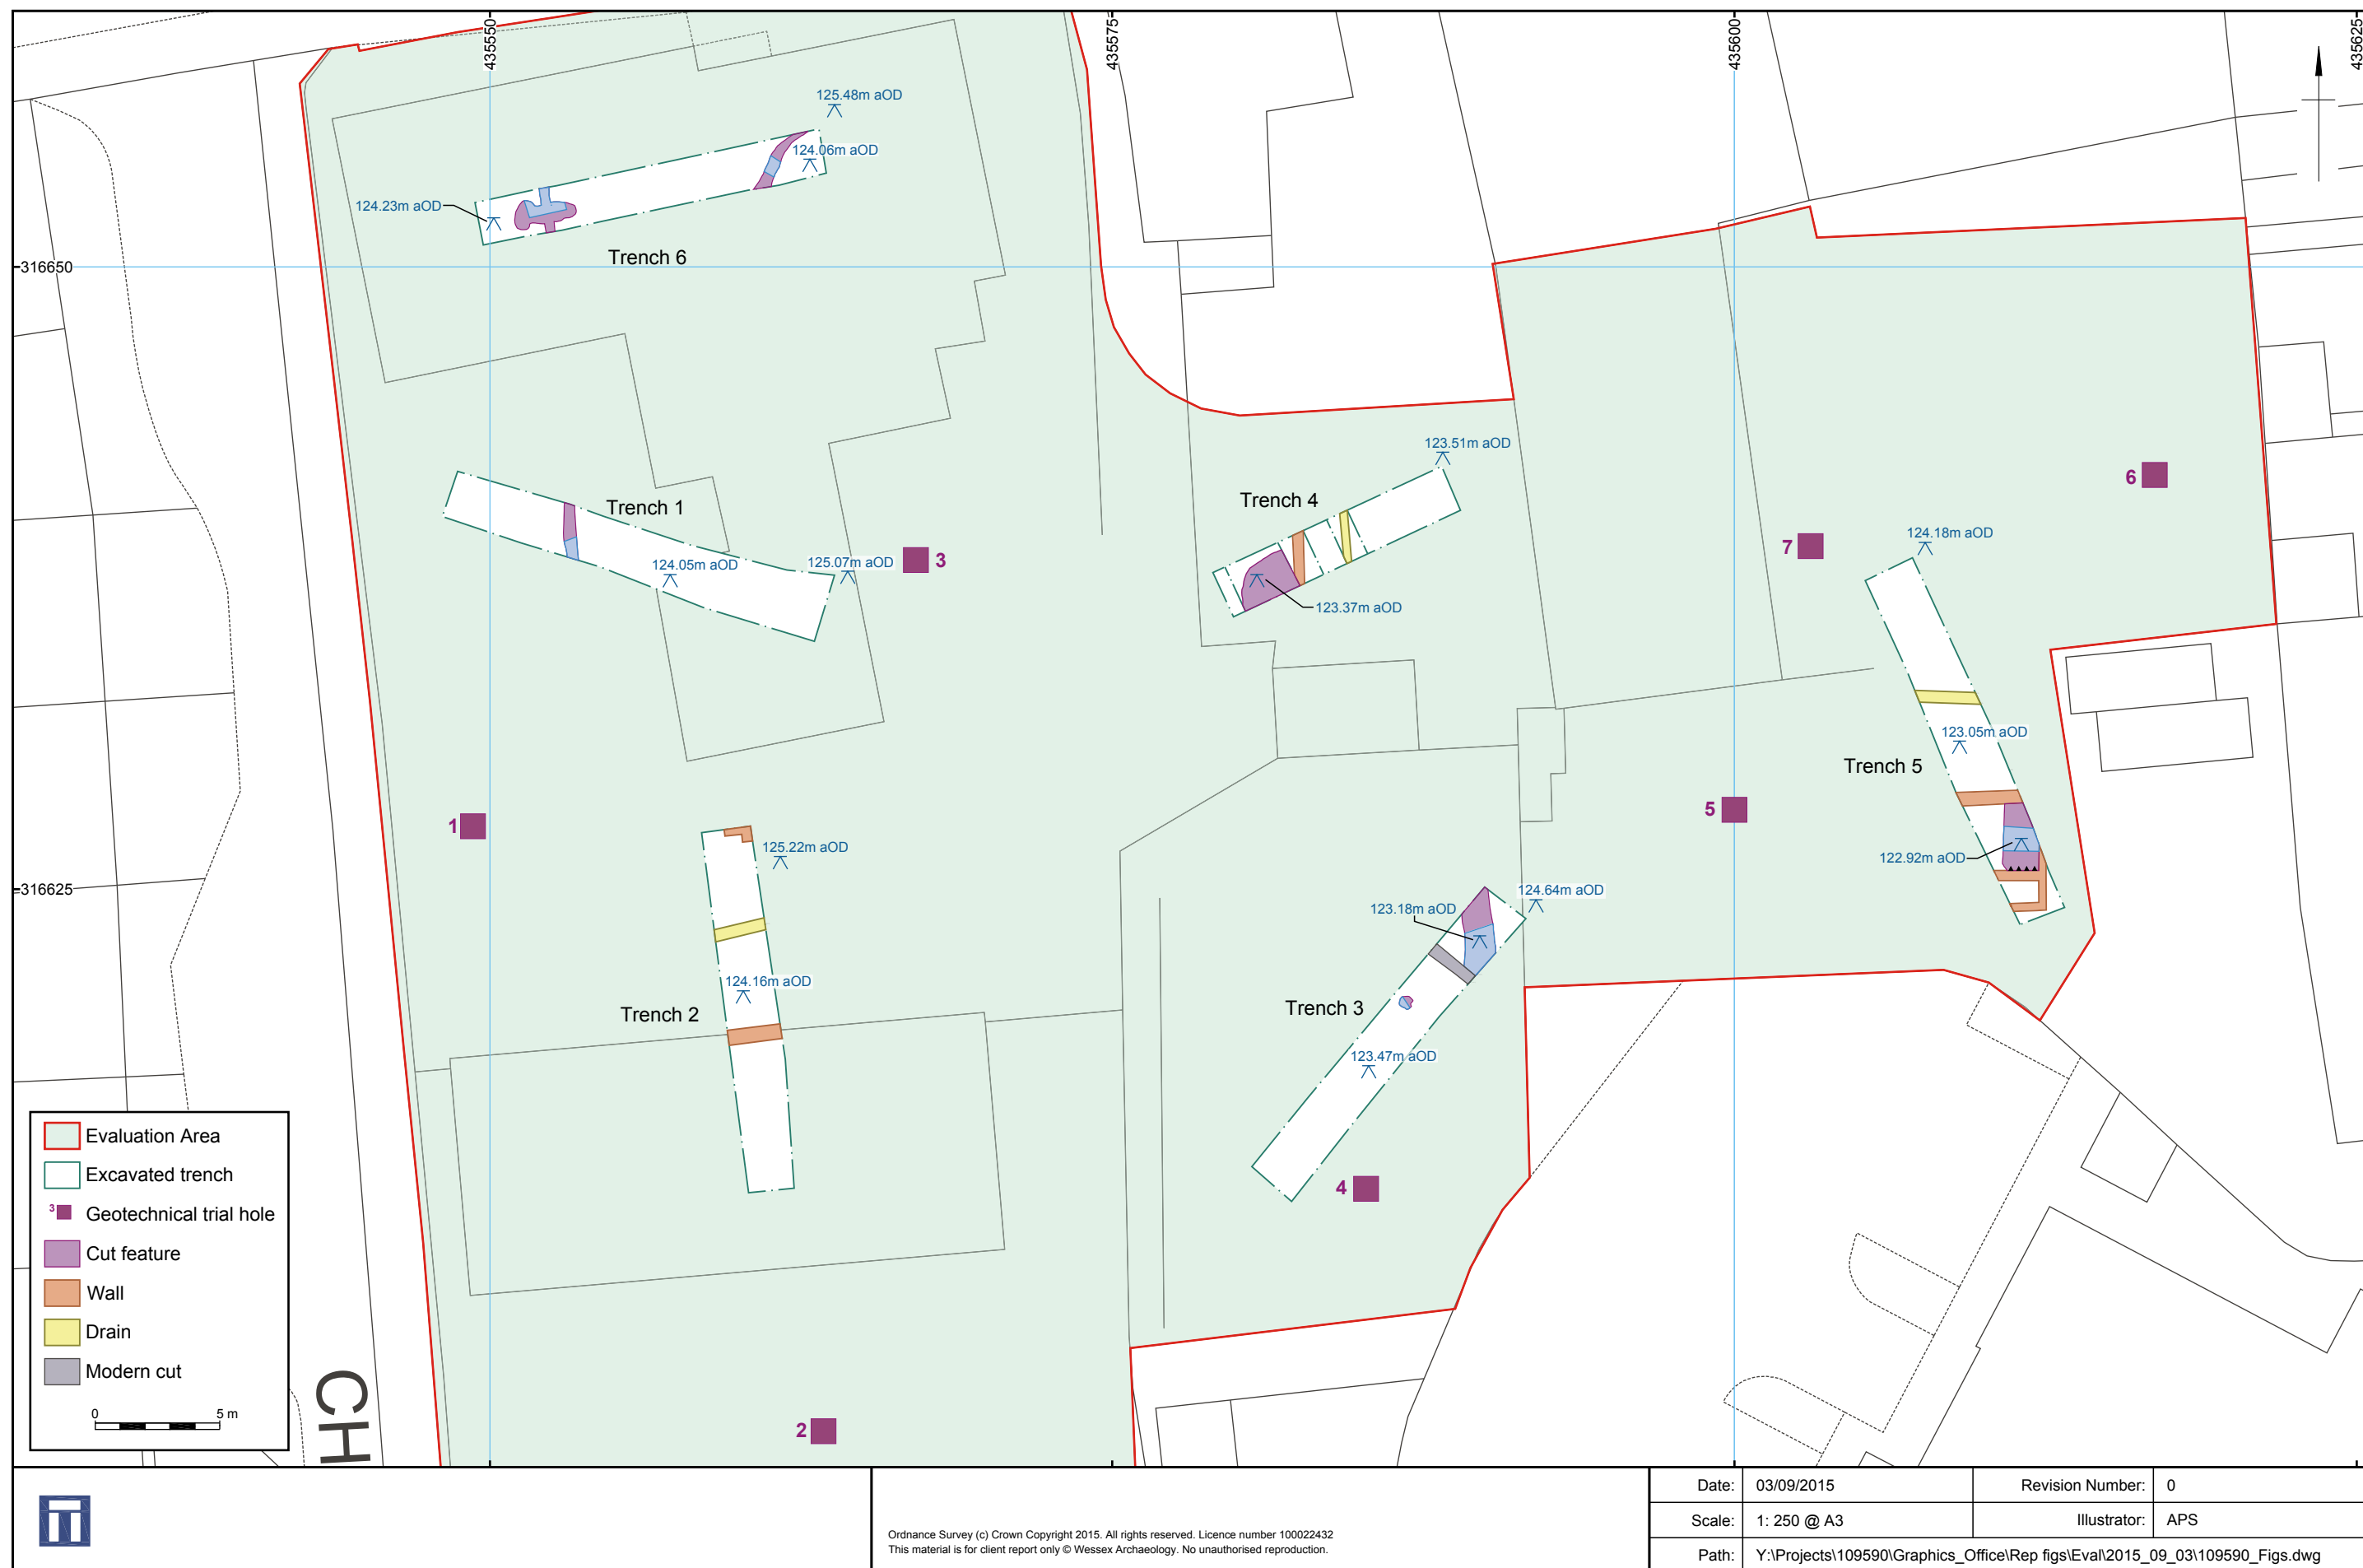 435550
435575
435600
435625
125.48m aOD
124.06m aOD
124.23m aOD
Trench 6
316650
123.51m aOD
Trench 4
Trench 1
6
124.18m aOD
7
125.07m aOD
3
124.05m aOD
123.37m aOD
123.05m aOD
Trench 5
5
1
125.22m aOD
122.92m aOD
316625
124.64m aOD
123.18m aOD
124.16m aOD
Trench 3
Trench 2
123.47m aOD
4
Evaluation Area
Excavated trench
3 Geotechnical trial hole
Cut feature
Wall
Drain
Modern cut
0 5 m
CH
2
Ordnance Survey (c) Crown Copyright 2015. All rights reserved. Licence number 100022432
This material is for client report only © Wessex Archaeology. No unauthorised reproduction.
Date: 03/09/2015 Revision Number: 0
Scale: 1: 250 @ A3 Illustrator: APS
Path: Y:\Projects\109590\Graphics_Office\Rep figs\Eval\2015_09_03\109590_Figs.dwg